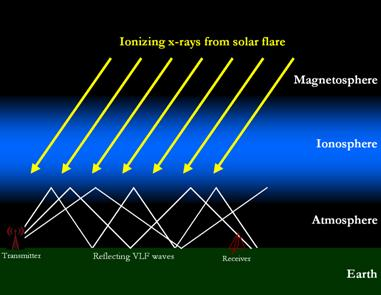 Ionizing x-rays from solar flare
Magnetosphere
Ionosphere
Atmosphere
Transmitter
Reflecting VLF waves
Receiver
Earth